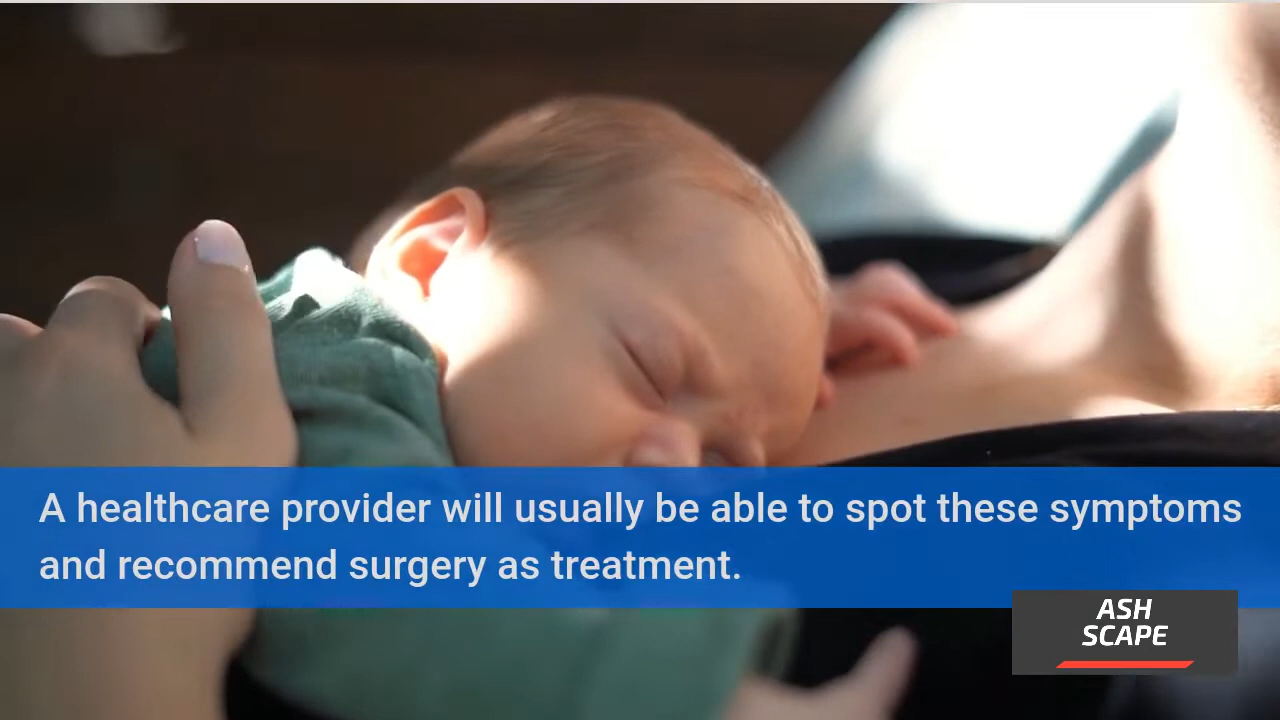 A healthcare provider will usually be able to spot these symptoms
and recommend surgery as treatment.
ASH
SCAPE